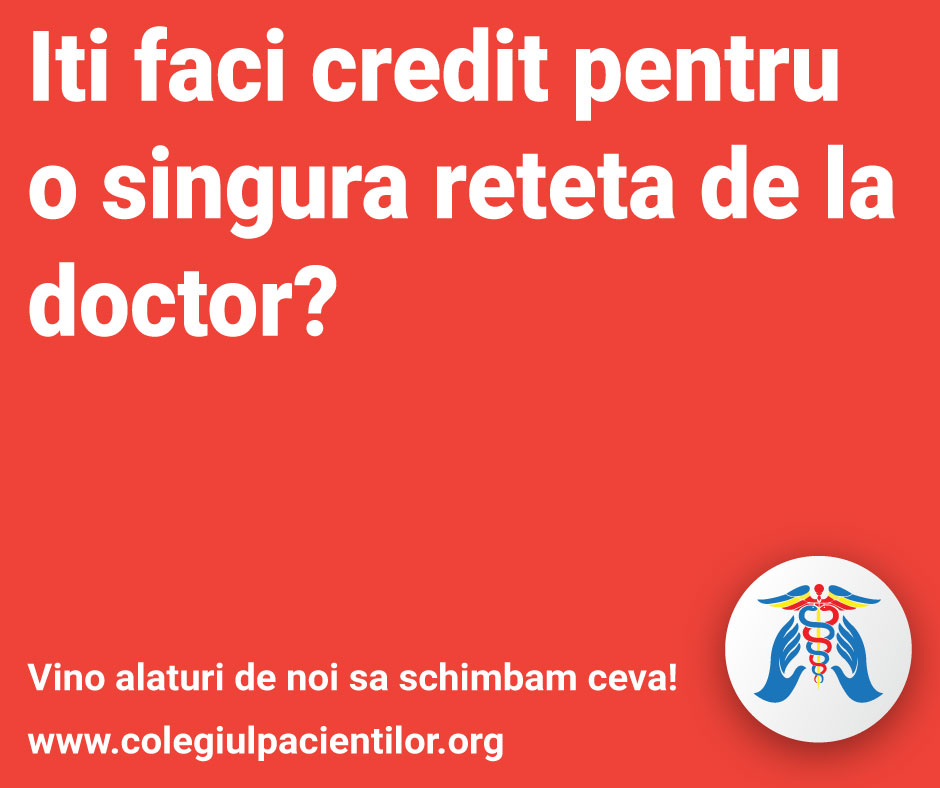 Iti faci credit pentru
o singura reteta de la
doctor?
Vino alaturi de noi sa schimbam ceva!
www.colegiulpacientilor.org